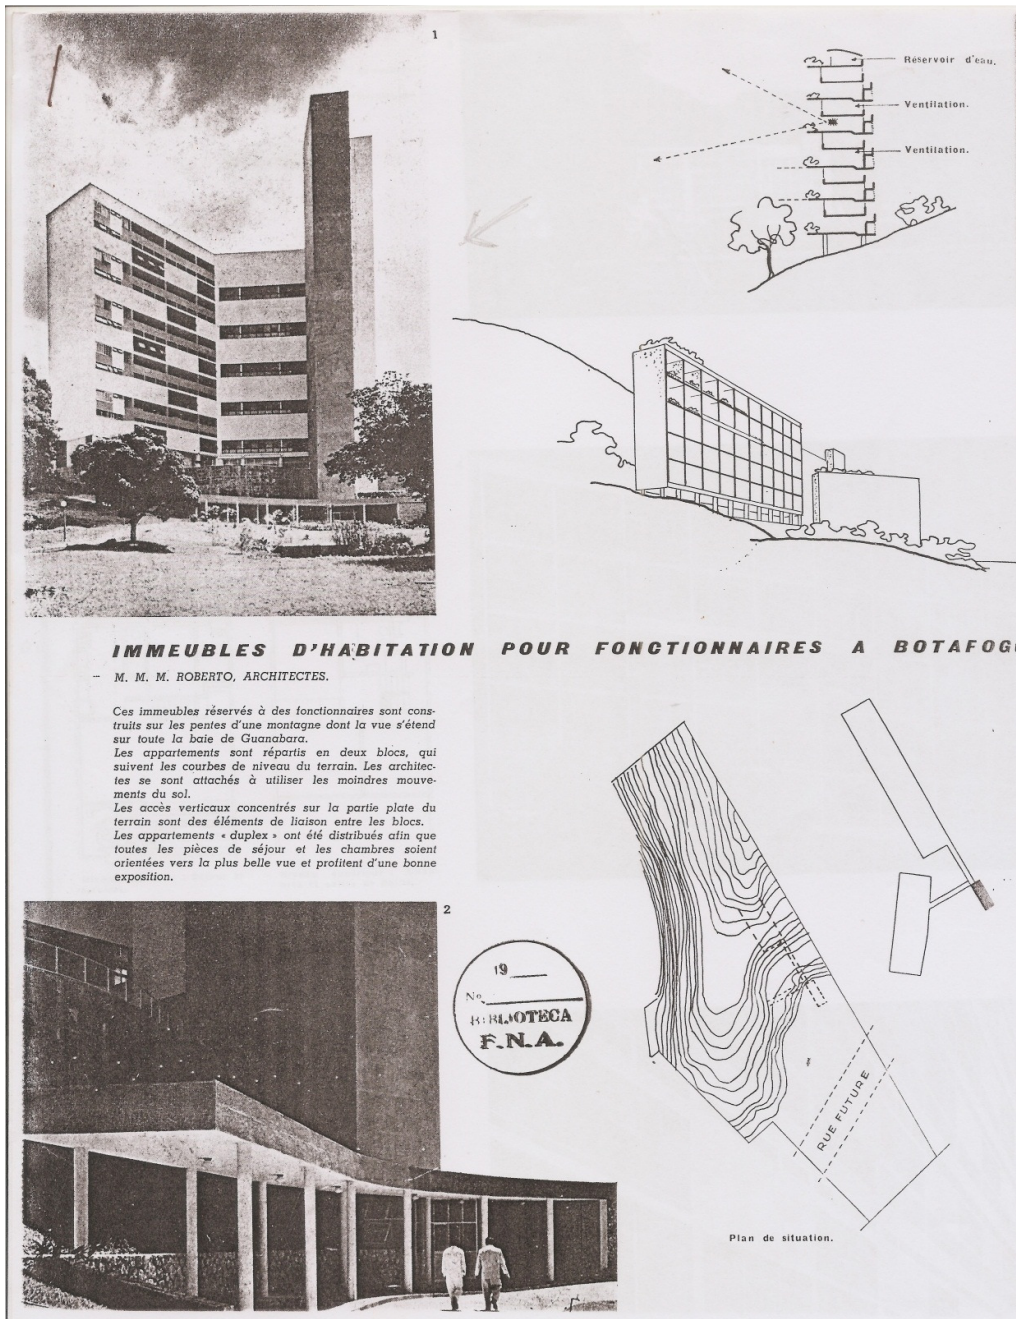 1
Réservoir d'eau.
Ventilation.
Ventilation.
IMMEUBLES D'HABITATION POUR FONCTIONNAIRES A BOTAFOG
M. M. M. ROBERTO, ARCHITECTES.
Ces immeubles réservés à des fonctionnaires sont cons-
truits sur les pentes d'une montagne dont la vue s'étend
sur toute la baie de Guanabara.
Les appartements sont répartis en deux blocs, qui
suivent les courbes de niveau du terrain. Les architec-
tes se sont attachés à utiliser les moindres mouve-
ments du sol.
Les accès verticaux concentrés sur la partie plate du
terrain sont des éléments de liaison entre les blocs.
Les appartements « duplex » ont été distribués afin que
toutes les pièces de séjour et les chambres soient
orientées vers la plus belle vue et profitent d'une bonne
exposition.
2
19
No
BIBLIOTECA
F.N.A.
RUE FUTURE
Plan de situation.